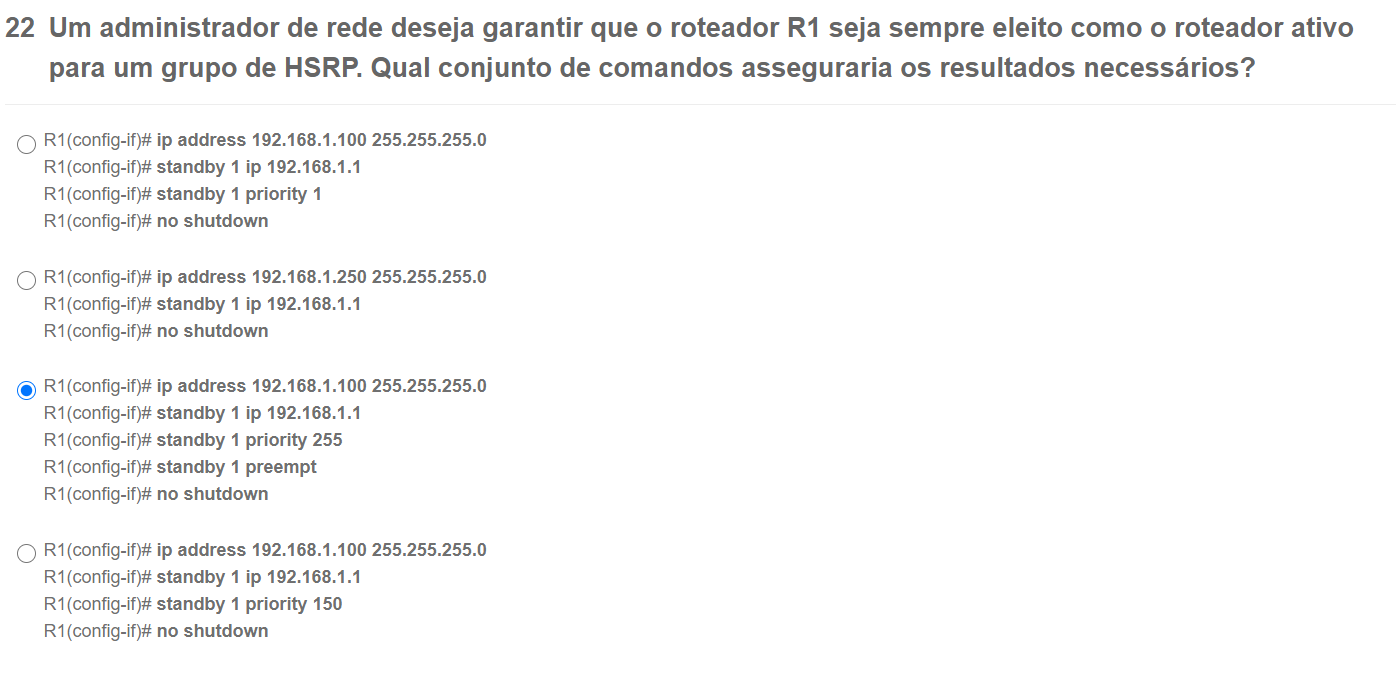 22 Um administrador de rede deseja garantir que o roteador R1 seja sempre eleito como o roteador ativo
para um grupo de HSRP. Qual conjunto de comandos asseguraria os resultados necessários?
R1(config-if)# ip address 192.168.1.100 255.255.255.0
R1(config-if)# standby 1 ip 192.168.1.1
R1(config-if)# standby 1 priority 1
R1(config-if)# no shutdown
R1(config-if)# ip address 192.168.1.250 255.255.255.0
R1(config-if)# standby 1 ip 192.168.1.1
R1(config-if)# no shutdown
R1(config-if)# ip address 192.168.1.100 255.255.255.0
R1(config-if)# standby 1 ip 192.168.1.1
R1(config-if)# standby 1 priority 255
R1(config-if)# standby 1 preempt
R1(config-if)# no shutdown
R1(config-if)# ip address 192.168.1.100 255.255.255.0
R1(config-if)# standby 1 ip 192.168.1.1
R1(config-if)# standby 1 priority 150
R1(config-if)# no shutdown